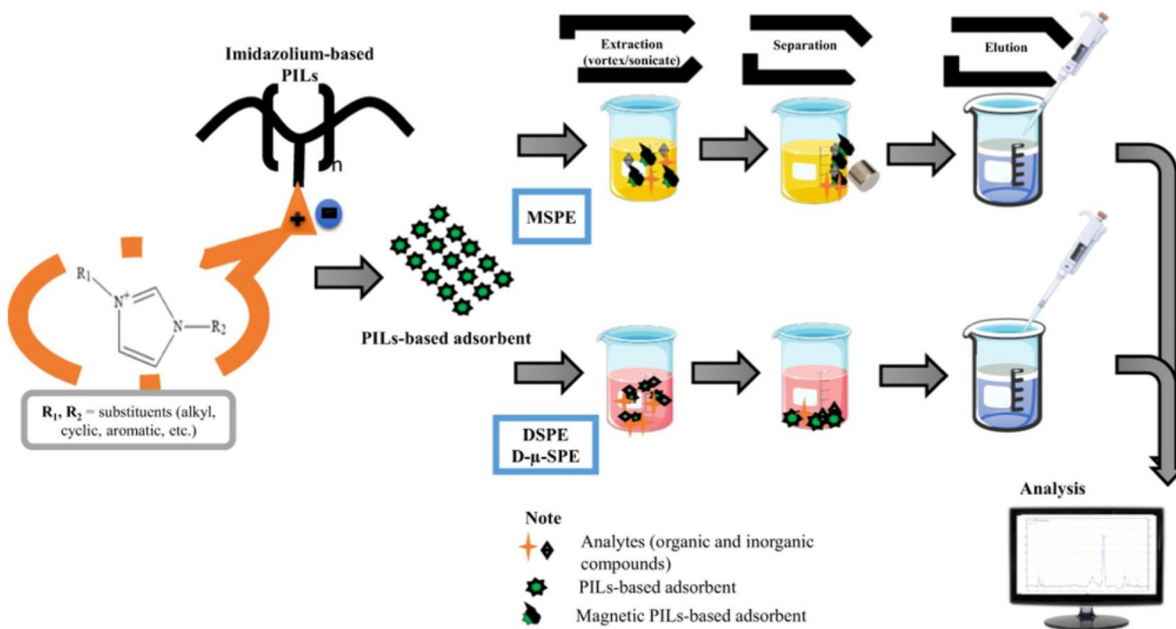 Imidazolium-based
PILs
n
+
-
R1
N+
N
R2
R1, R2 = substituents (alkyl,
cyclic, aromatic, etc.)
PILs-based adsorbent
Extraction
(vortex/sonicate)
Separation
Elution
MSPE
DSPE
D-μ-SPE
Note
Analytes (organic and inorganic
compounds)
PILs-based adsorbent
Magnetic PILs-based adsorbent
Analysis